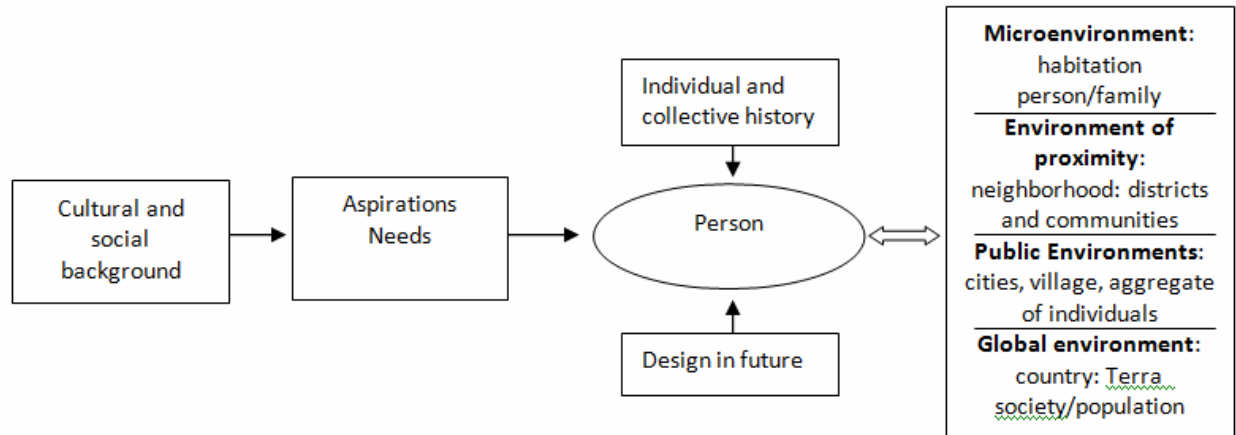 Cultural and
social
background
Aspirations
Needs
Individual and
collective history
Person
Design in future
Microenvironment:
habitation
person/family
Environment of
proximity:
neighborhood: districts
and communities
Public Environments:
cities, village, aggregate
of individuals
Global environment:
country: Terra
society/population